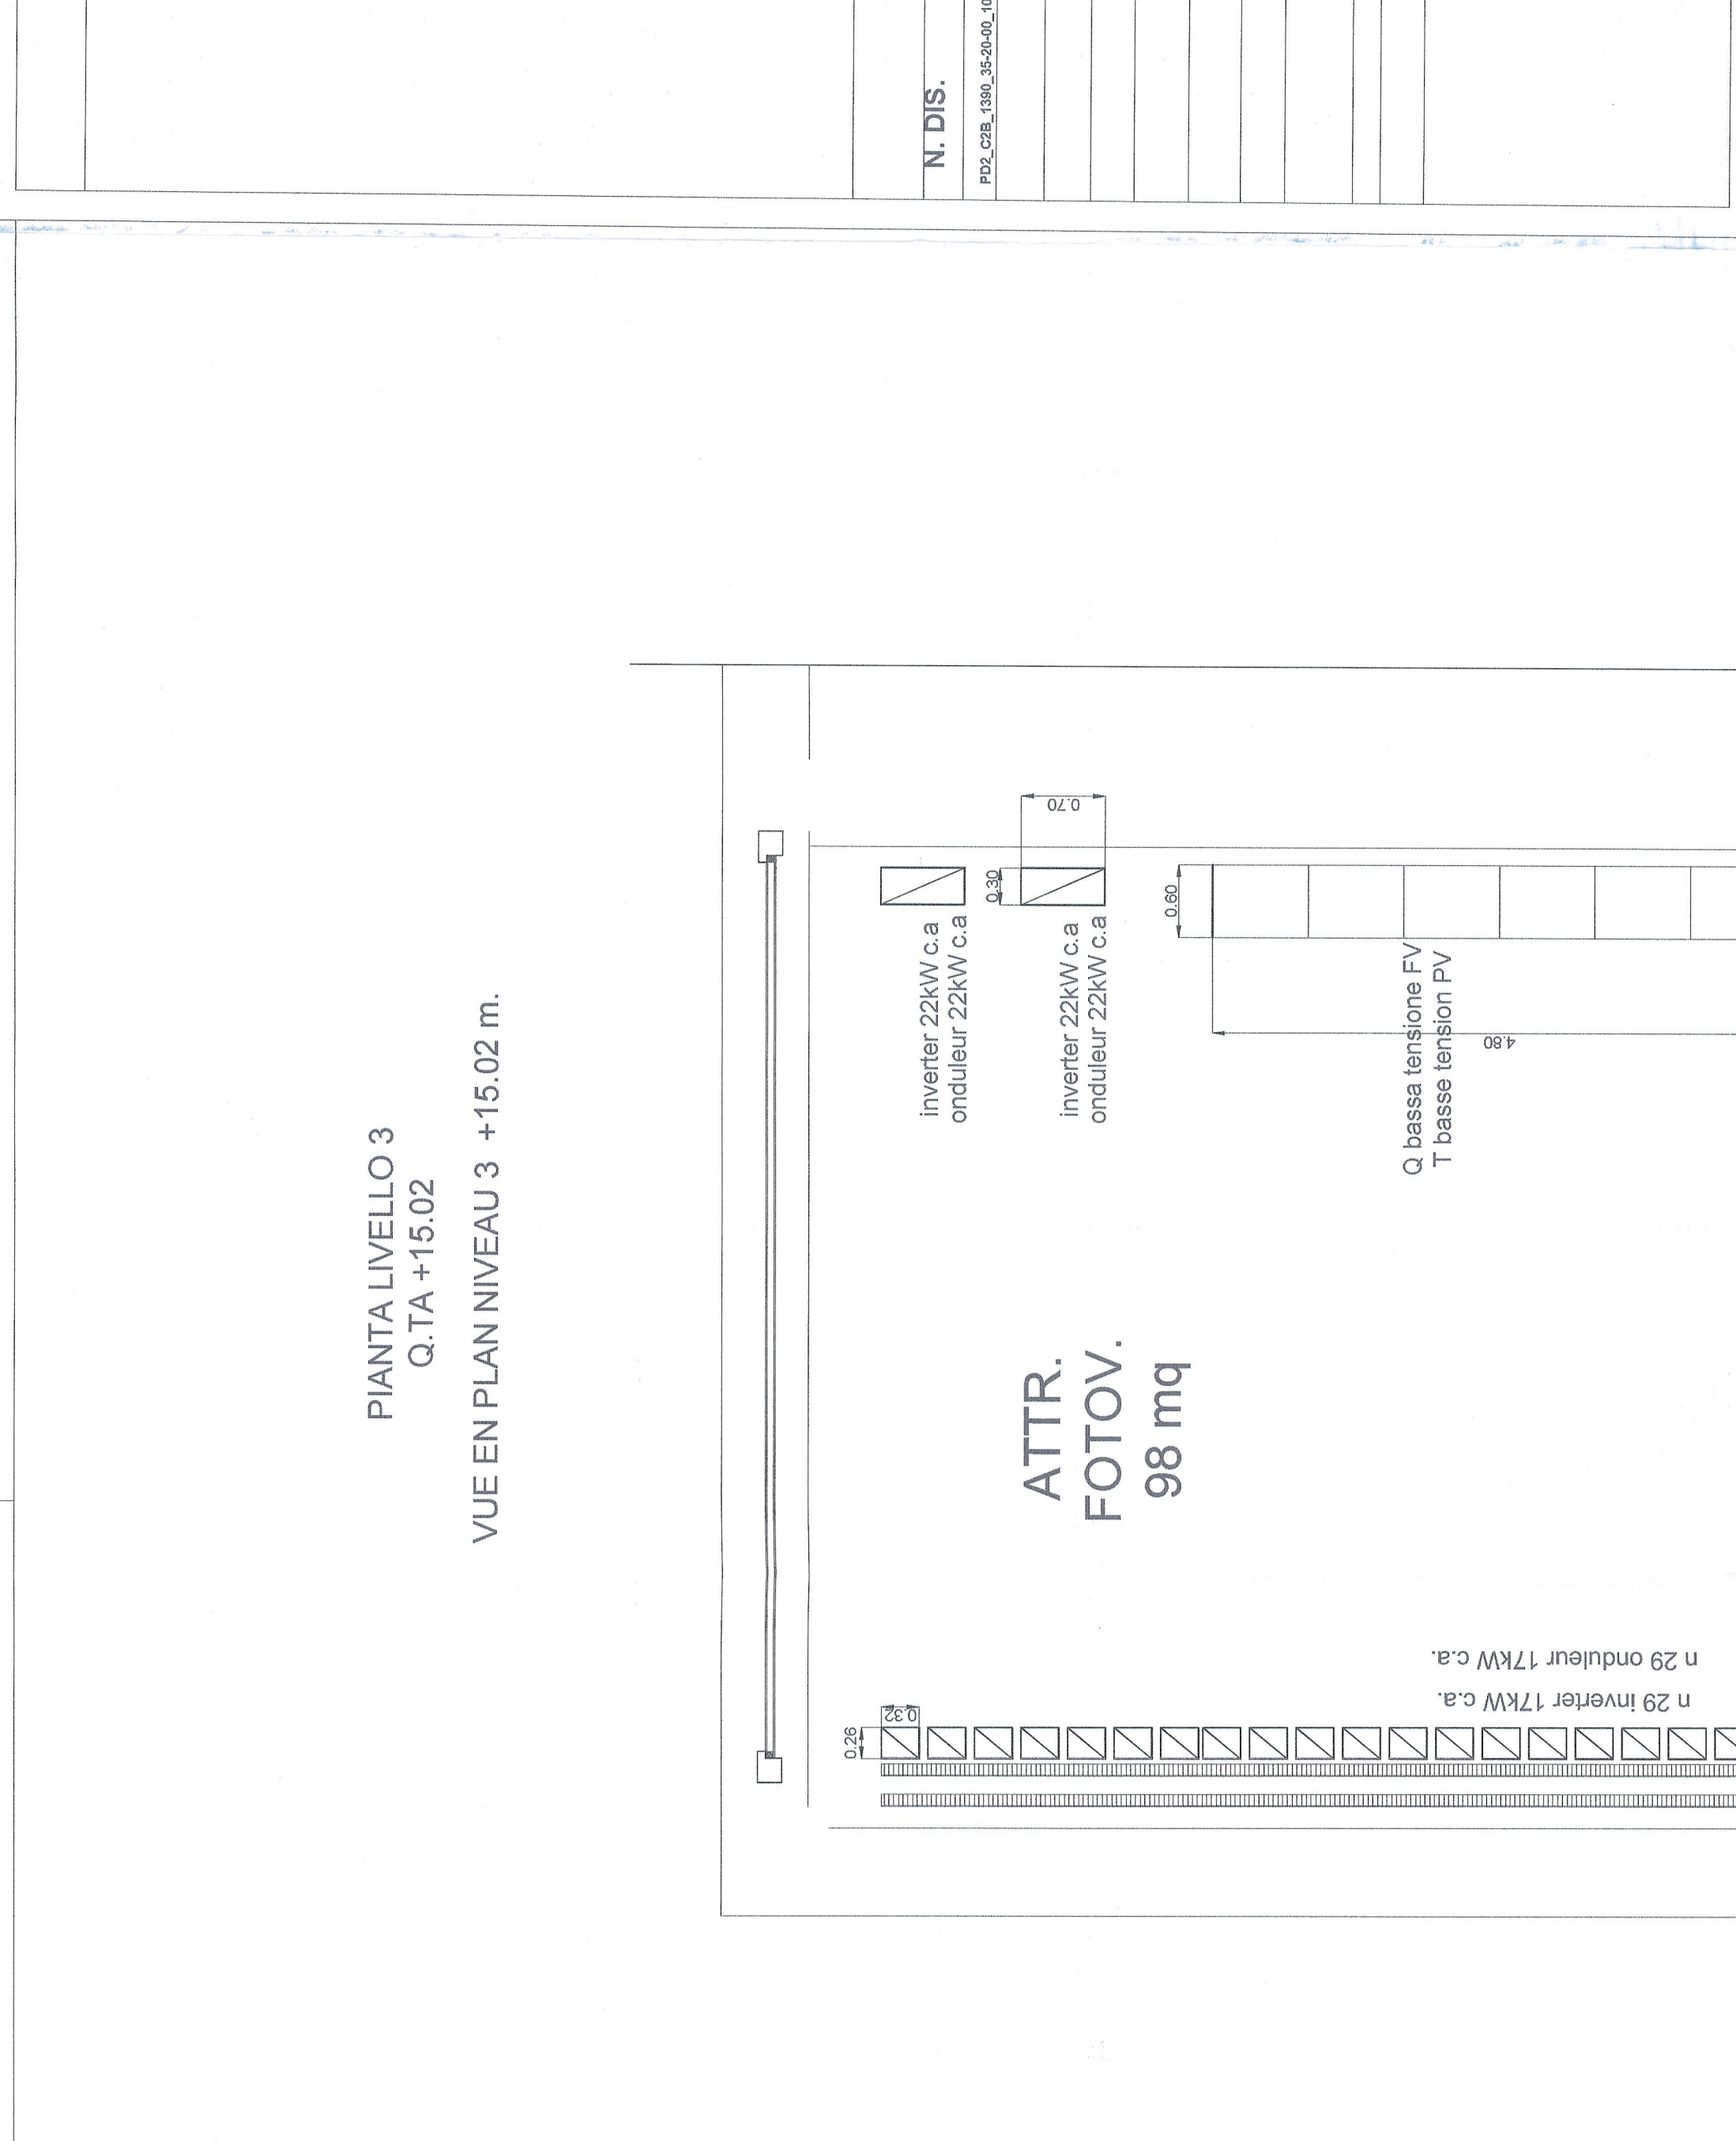 N. DIS.
PD2_C2B_1390_35-20-00_10
PIANTA LIVELLO 3
Q.TA +15.02
VUE EN PLAN NIVEAU 3 +15.02 m.
inverter 22kW c.a
onduleur 22kW c.a
0.30
0.70
inverter 22kW c.a
onduleur 22kW c.a
0.60
Q bassa tensione FV
T basse tension PV
4.80
ATTR.
FOTOV.
98 mq
n 29 onduleur 17kW c.a.
n 29 inverter 17kW c.a.
0.26
0.32